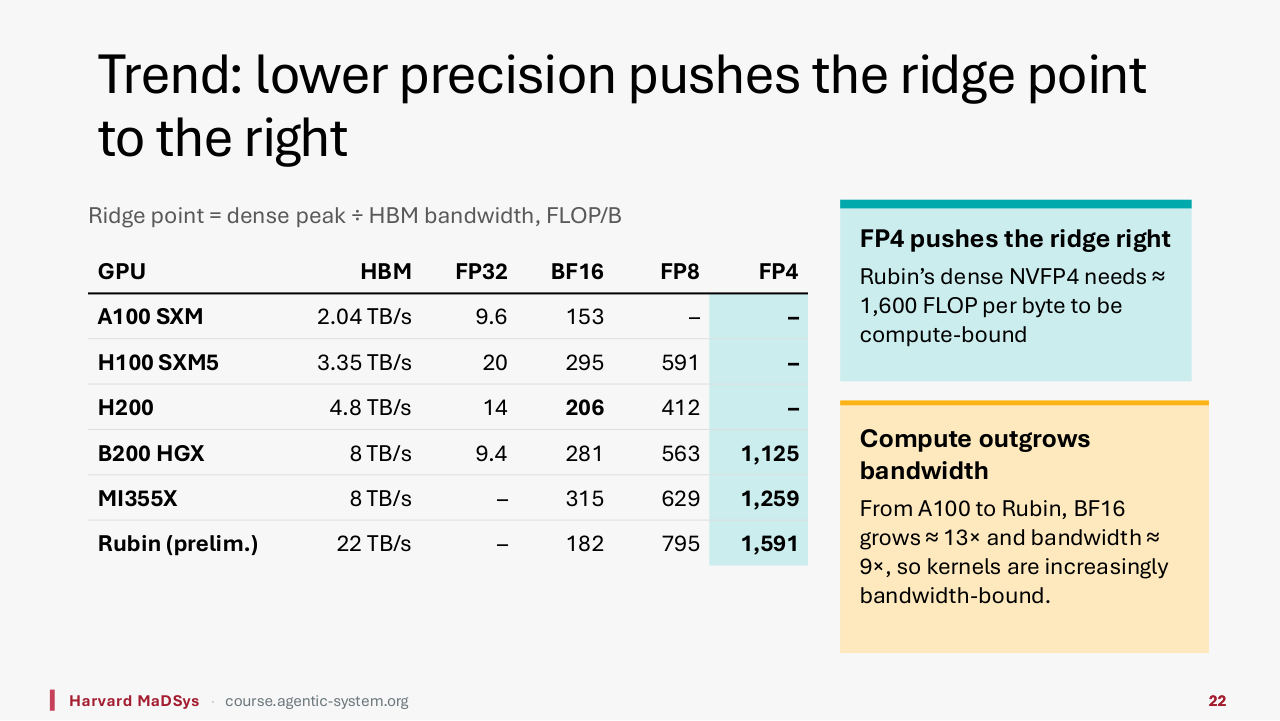 Trend: lower precision pushes the ridge point
to the right
Ridge point = dense peak ÷ HBM bandwidth, FLOP/B
GPU HBM FP32 BF16 FP8 FP4
A100 SXM 2.04 TB/s 9.6 153 – –
H100 SXM5 3.35 TB/s 20 295 591 –
H200 4.8 TB/s 14 206 412 –
B200 HGX 8 TB/s 9.4 281 563 1,125
MI355X 8 TB/s – 315 629 1,259
Rubin (prelim.) 22 TB/s – 182 795 1,591
FP4 pushes the ridge right
Rubin’s dense NVFP4 needs ≈
1,600 FLOP per byte to be
compute-bound
Compute outgrows
bandwidth
From A100 to Rubin, BF16
grows ≈ 13× and bandwidth ≈
9×, so kernels are increasingly
bandwidth-bound.
Harvard MaDSys · course.agentic-system.org
22